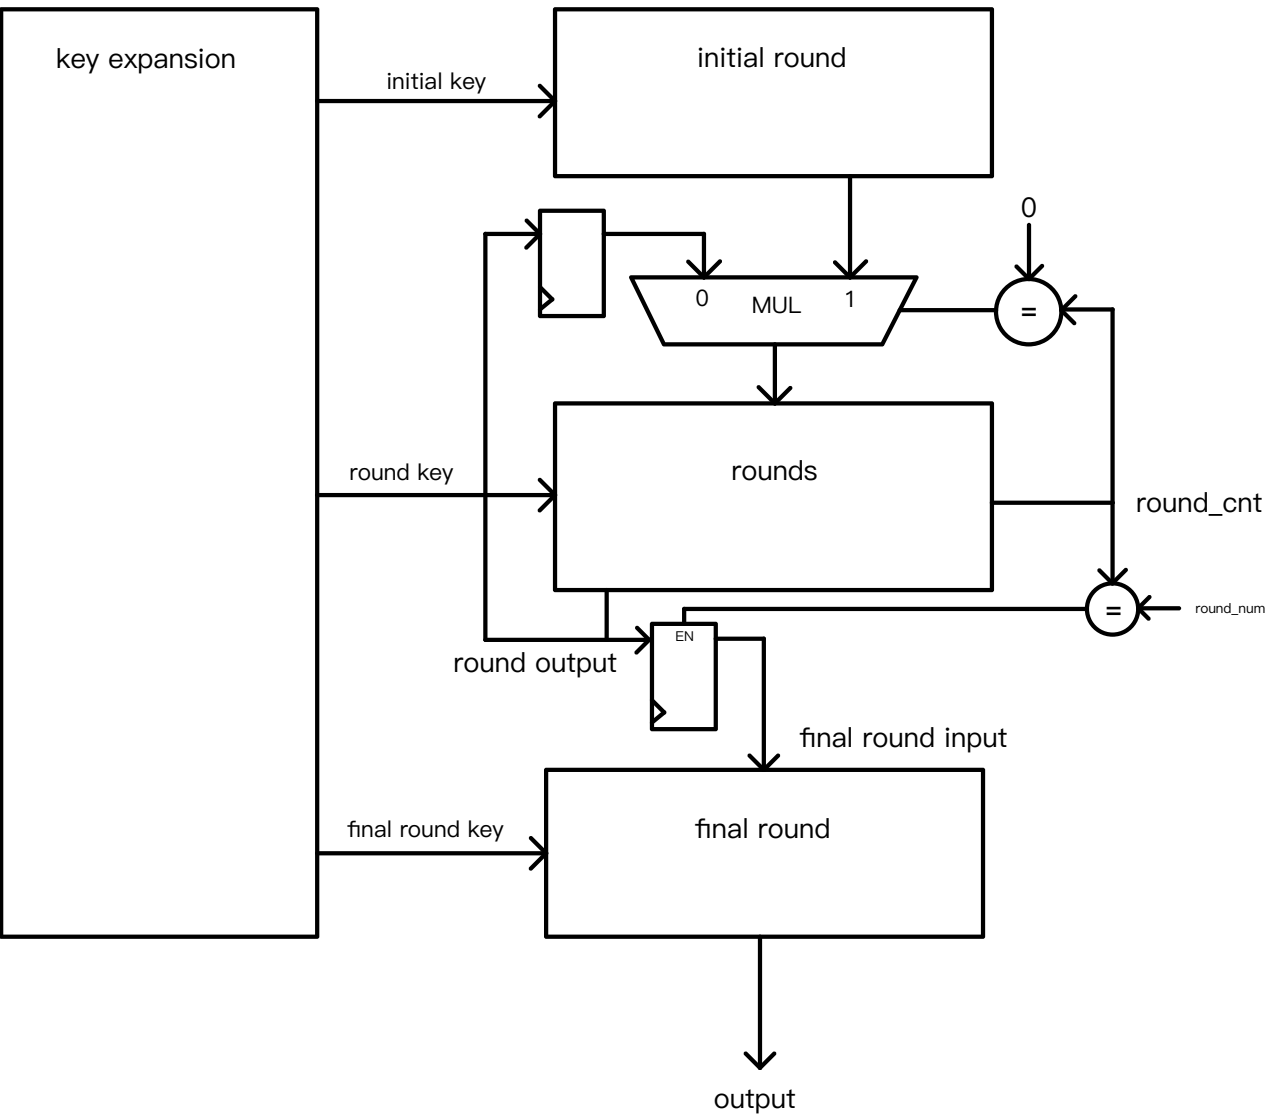 key expansion
initial round
initial key
0
0
MUL
1
=
round key
rounds
round_cnt
=
round_num
EN
round output
final round input
final round key
final round
output